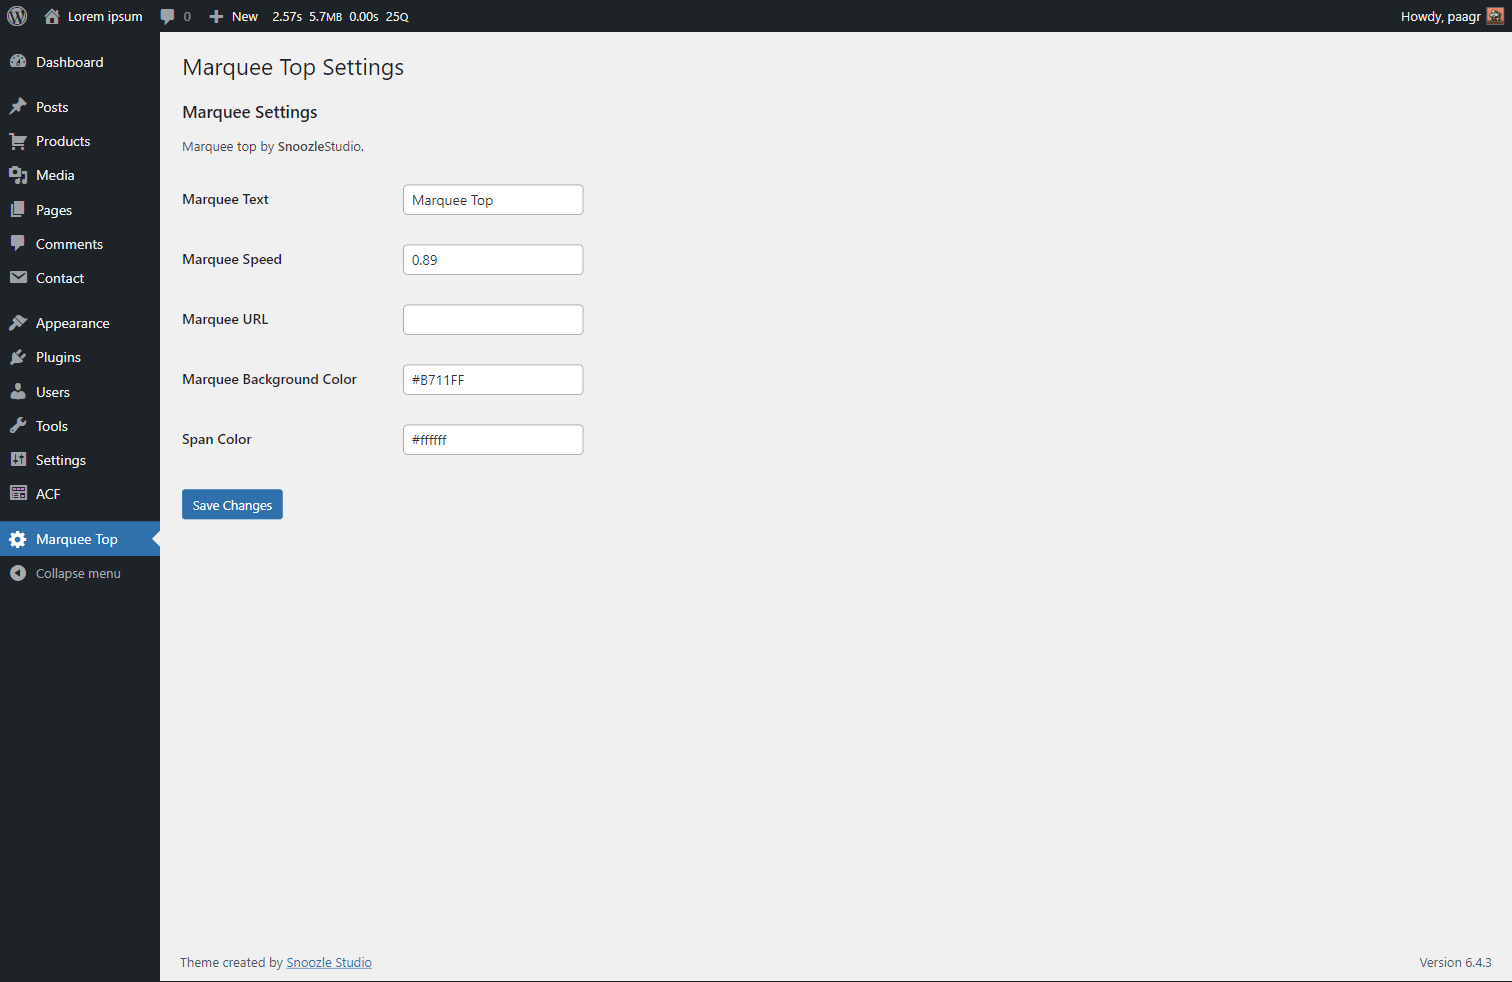 Lorem ipsum 0 New 2.57s 5.7MB 0.00s 25Q Howdy, paagr
Dashboard
Posts
Products
Media
Pages
Comments
Contact
Appearance
Plugins
Users
Tools
Settings
ACF
Marquee Top
Collapse menu
Marquee Top Settings
Marquee Settings
Marquee top by SnoozleStudio.
Marquee Text Marquee Top
Marquee Speed 0.89
Marquee URL
Marquee Background Color #B711FF
Span Color #ffffff
Save Changes
Theme created by Snoozle Studio Version 6.4.3